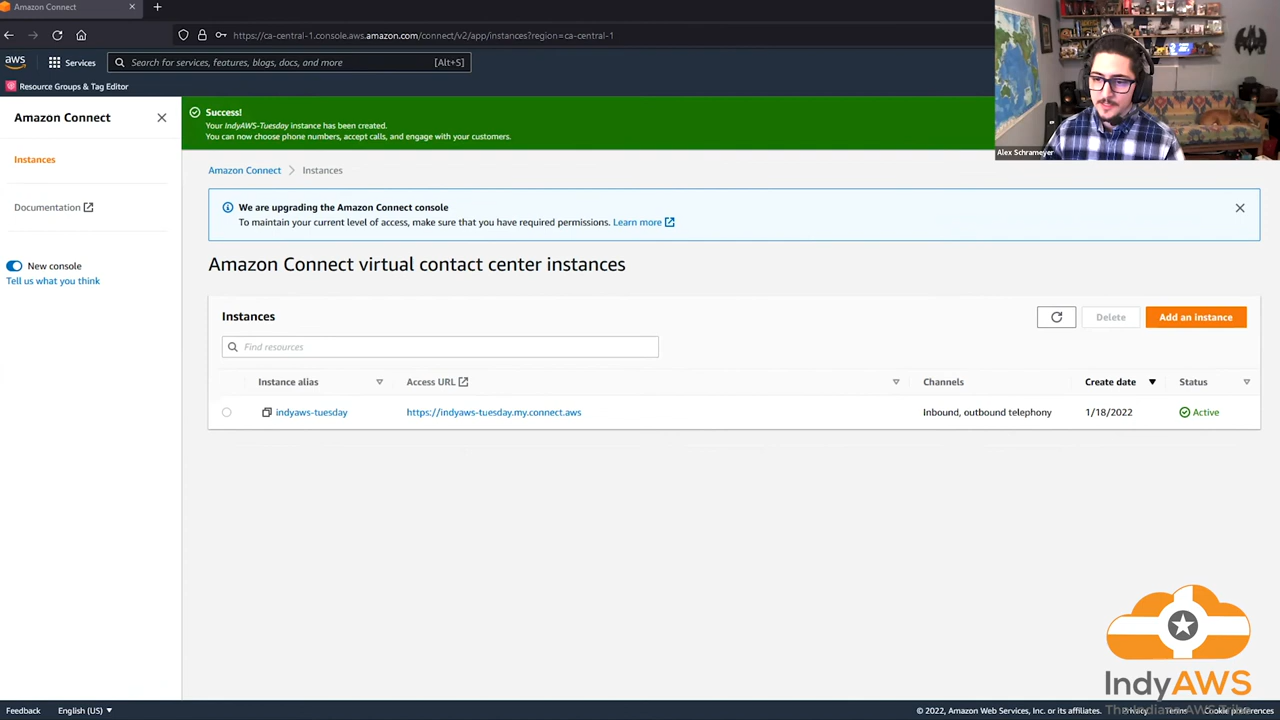 Amazon Connect
https://ca-central-1.console.aws.amazon.com/connect/v2/app/instances?region=ca-central-1
aws
Services
Search for services, features, blogs, docs, and more
[Alt+S]
Resource Groups & Tag Editor
Amazon Connect
Instances
Documentation
New console
Tell us what you think
Success!
Your IndyAWS-Tuesday instance has been created.
You can now choose phone numbers, accept calls, and engage with your customers.
Alex Schrameyer
Amazon Connect
Instances
We are upgrading the Amazon Connect console
To maintain your current level of access, make sure that you have required permissions. Learn more
Amazon Connect virtual contact center instances
Instances
Delete
Add an instance
Find resources
Instance alias
Access URL
Channels
Create date
Status
indyaws-tuesday
https://indyaws-tuesday.my.connect.aws
Inbound, outbound telephony
1/18/2022
Active
IndyAWS
The Indiana AWS Tribe
Feedback
English (US)
© 2022, Amazon Web Services, Inc. or its affiliates.
Privacy
Terms
Cookie preferences